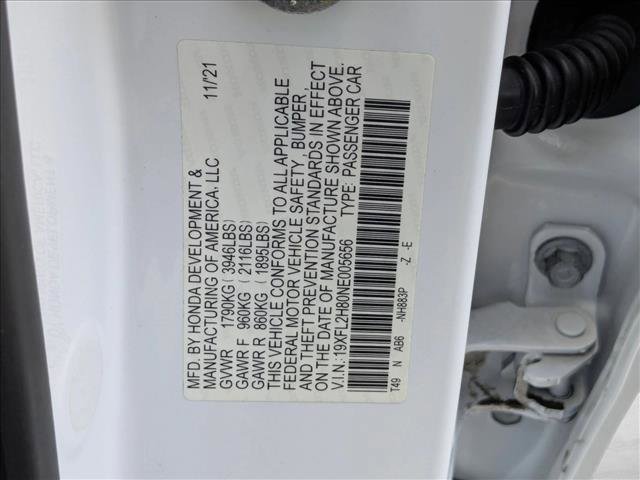 MFD. BY HONDA DEVELOPMENT &
MANUFACTURING OF AMERICA, LLC 11/'21
GVWR 1790KG (3946LBS)
GAWR F 960KG (2116LBS)
GAWR R 860KG (1895LBS)
THIS VEHICLE CONFORMS TO ALL APPLICABLE
FEDERAL MOTOR VEHICLE SAFETY, BUMPER,
AND THEFT PREVENTION STANDARDS IN EFFECT
ON THE DATE OF MANUFACTURE SHOWN ABOVE.
V.I.N.:19XFL2H80NE005656 TYPE: PASSENGER CAR
T49 N AB6 -NH883P -Z -E